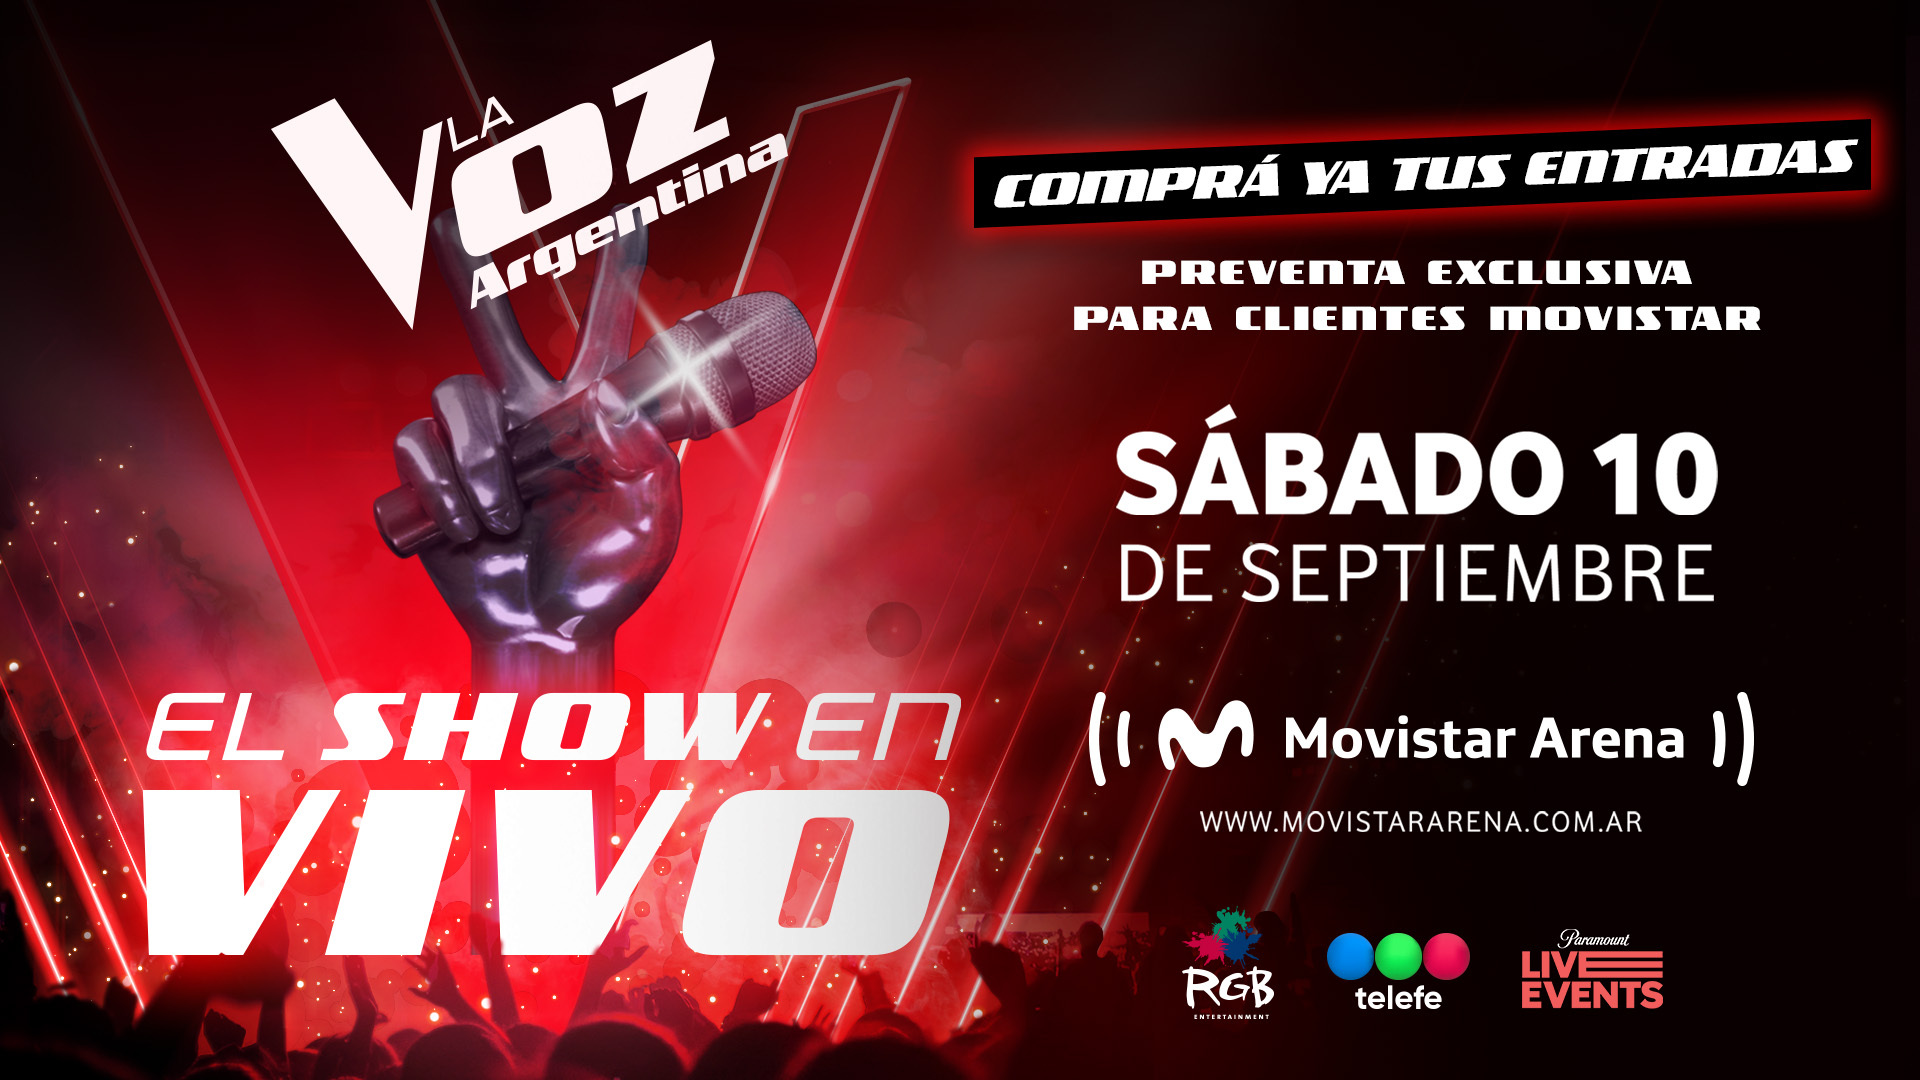 LA
VOZ
Argentina
EL SHOW EN
VIVO
COMPRÁ YA TUS ENTRADAS
PREVENTA EXCLUSIVA
PARA CLIENTES MOVISTAR
SÁBADO 10
DE SEPTIEMBRE
Movistar Arena
WWW.MOVISTARARENA.COM.AR
RGB
ENTERTAINMENT
telefe
Paramount
LIVE
EVENTS